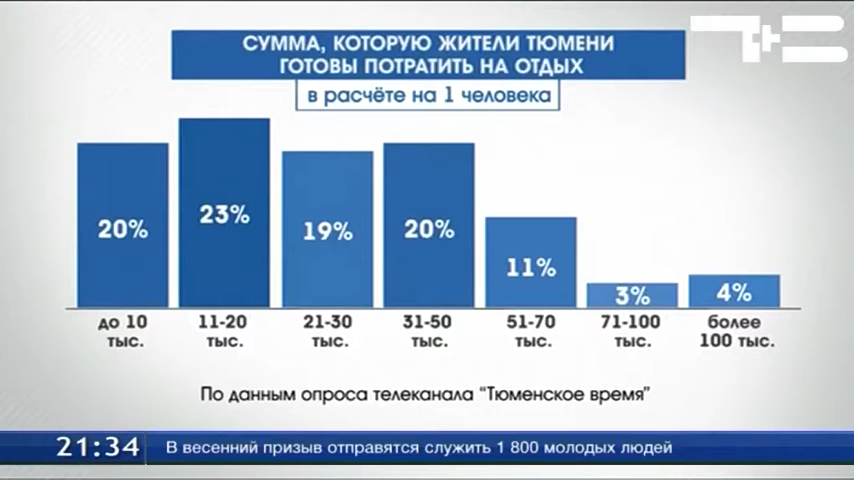 СУММА, КОТОРУЮ ЖИТЕЛИ ТЮМЕНИ
ГОТОВЫ ПОТРАТИТЬ НА ОТДЫХ
в расчёте на 1 человека
20% 23% 19% 20% 11% 3% 4%
до 10 11-20 21-30 31-50 51-70 71-100 более
тыс. тыс. тыс. тыс. тыс. тыс. 100 тыс.
По данным опроса телеканала “Тюменское время”
21:34 В весенний призыв отправятся служить 1 800 молодых людей